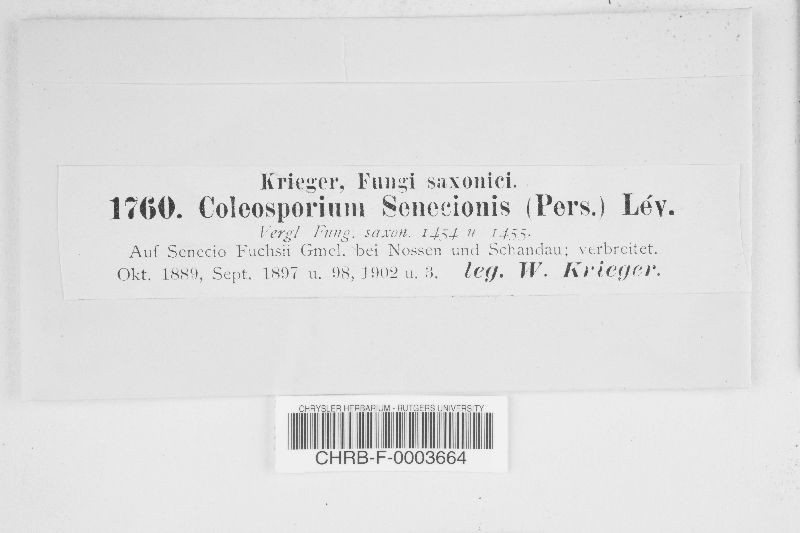 Krieger, Fungi saxonici.
1760. Coleosporium Senecionis (Pers.) Lév.
Vergl Fung. saxon. 1454 u 1455.
Auf Senecio Fuchsii Gmel. bei Nossen und Schandau; verbreitet.
Okt. 1889, Sept. 1897 u. 98, 1902 u. 3. leg. W. Krieger.
CHRYSLER HERBARIUM - RUTGERS UNIVERSITY
CHRB-F-0003664